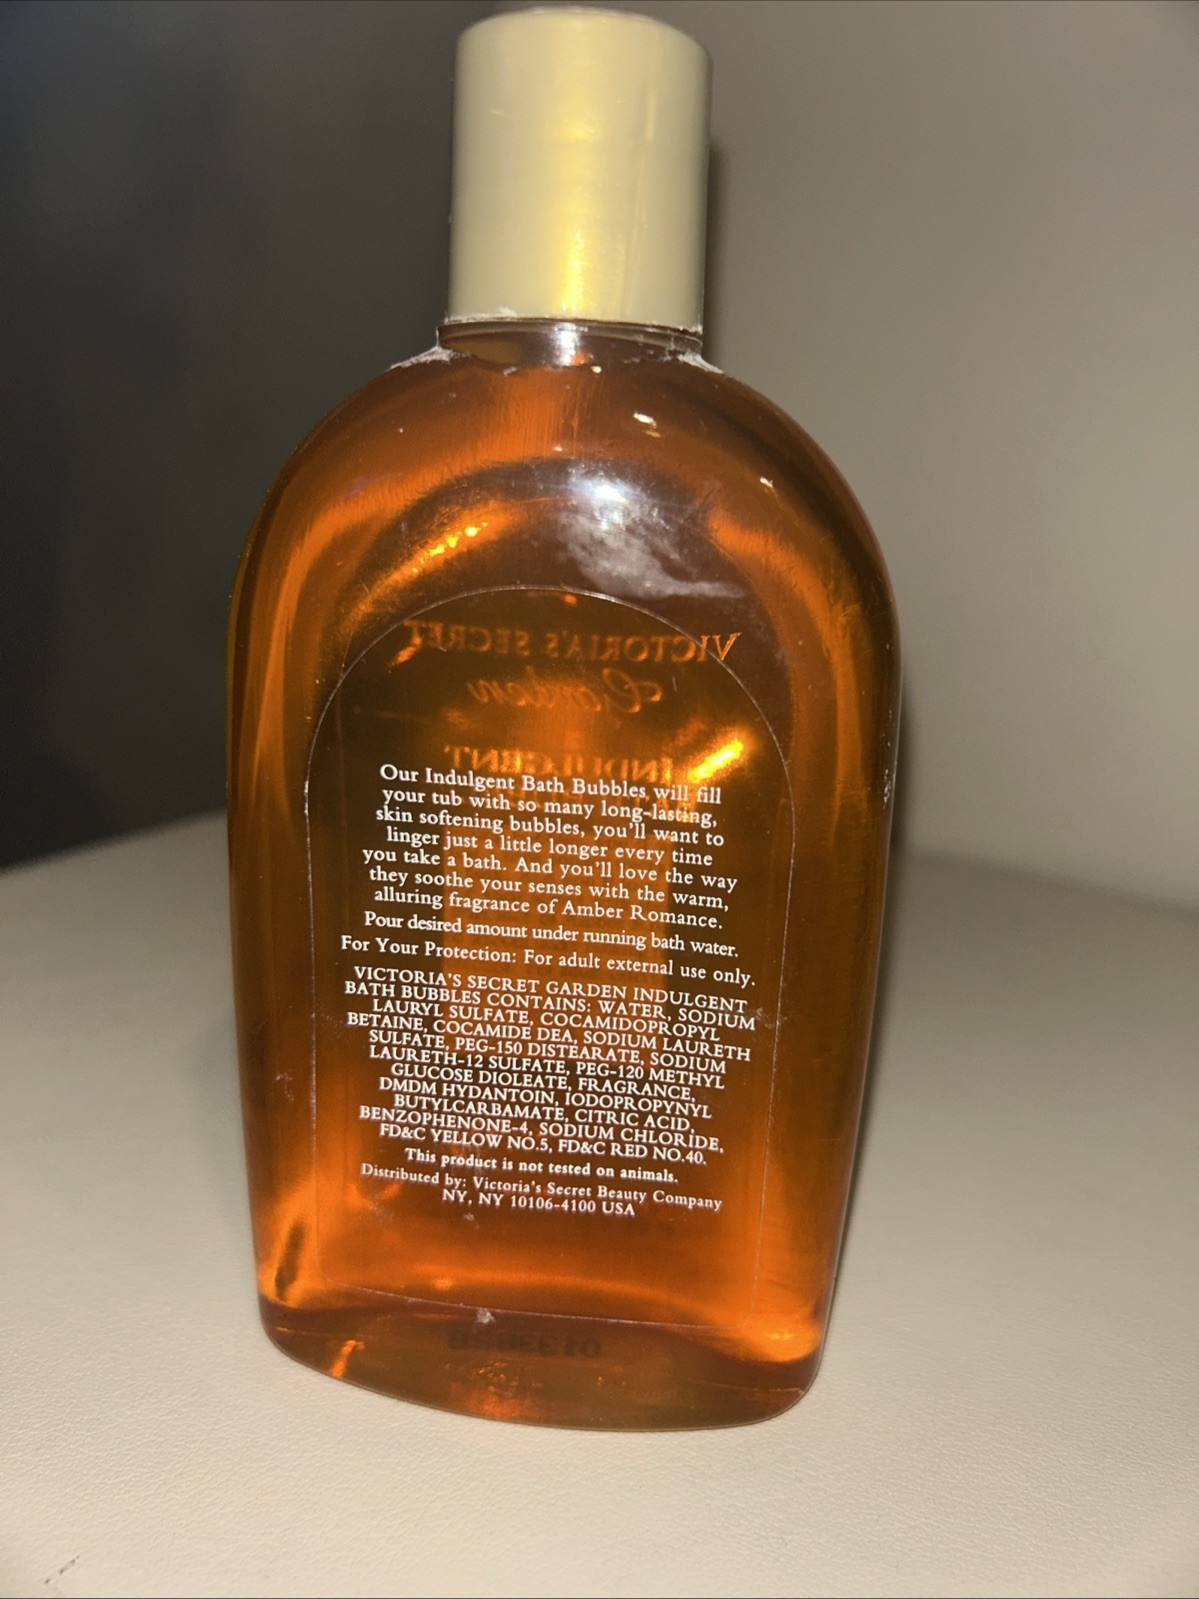 VICTORIA'S SECRET
Garden
INDULGENT
Our Indulgent Bath Bubbles will fill
your tub with so many long-lasting,
skin softening bubbles, you'll want to
linger just a little longer every time
you take a bath. And you'll love the way
they soothe your senses with the warm,
alluring fragrance of Amber Romance.
Pour desired amount under running bath water.
For Your Protection: For adult external use only.
VICTORIA'S SECRET GARDEN INDULGENT
BATH BUBBLES CONTAINS: WATER, SODIUM
LAURYL SULFATE, COCAMIDOPROPYL
BETAINE, COCAMIDE DEA, SODIUM LAURETH
SULFATE, PEG-150 DISTEARATE, SODIUM
LAURETH-12 SULFATE, PEG-120 METHYL
GLUCOSE DIOLEATE, FRAGRANCE,
DMDM HYDANTOIN, IODOPROPYNYL
BUTYLCARBAMATE, CITRIC ACID,
BENZOPHENONE-4, SODIUM CHLORIDE,
FD&C YELLOW NO.5, FD&C RED NO.40.
This product is not tested on animals.
Distributed by: Victoria's Secret Beauty Company
NY, NY 10106-4100 USA